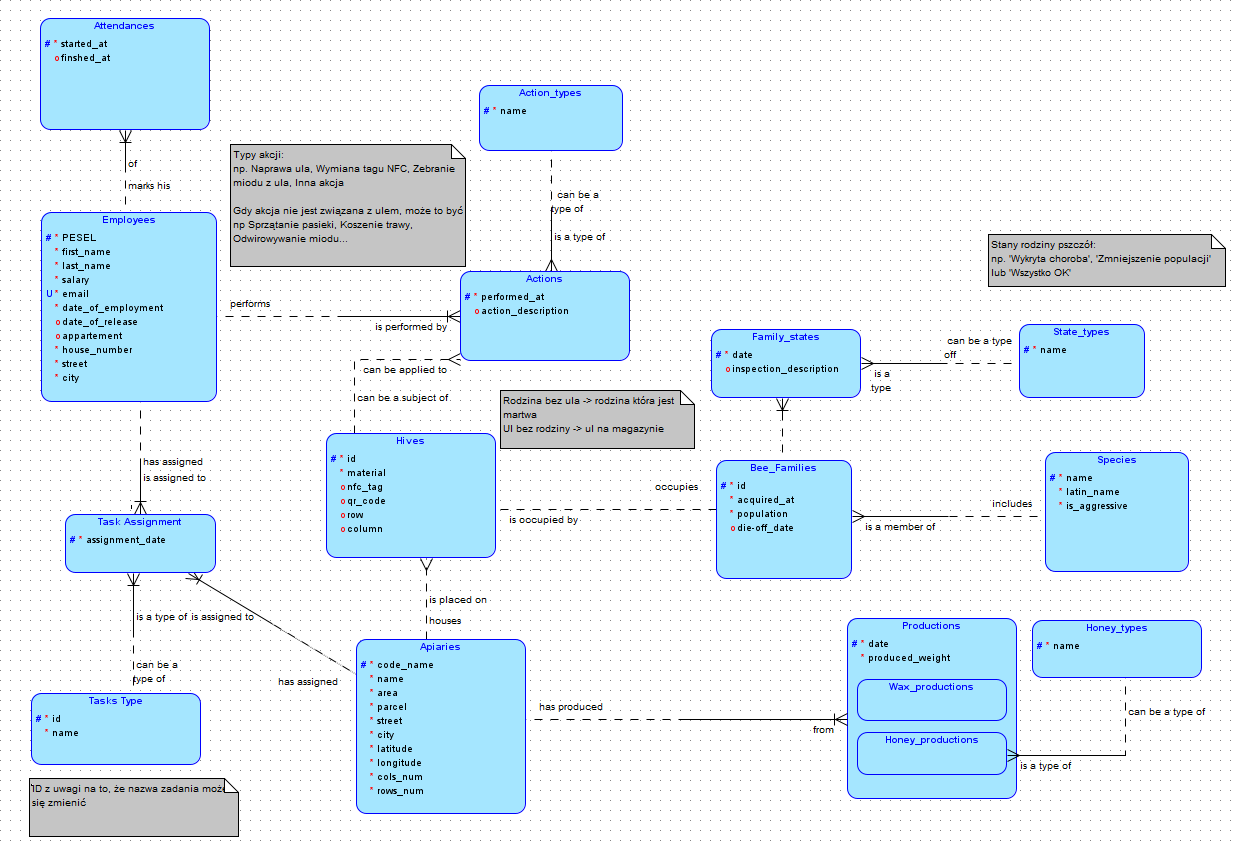 Attendances
# * started_at
o finshed_at
of
marks his
Employees
# * PESEL
* first_name
* last_name
* salary
U * email
* date_of_employment
o date_of_release
o appartement
* house_number
* street
* city
Typy akcji:
np. Naprawa ula, Wymiana tagu NFC, Zebranie
miodu z ula, Inna akcja
Gdy akcja nie jest związana z ulem, może to być
np Sprzątanie pasieki, Koszenie trawy,
Odwirowywanie miodu...
Action_types
# * name
can be a
type of
is a type of
Actions
# * performed_at
o action_description
performs
is performed by
can be applied to
can be a subject of
Stany rodziny pszczół:
np. 'Wykryta choroba', 'Zmniejszenie populacji'
lub 'Wszystko OK'
Family_states
# * date
o inspection_description
can be a type
off
is a
type
State_types
# * name
Rodzina bez ula -> rodzina która jest
martwa
Ul bez rodziny -> ul na magazynie
Hives
# * id
* material
o nfc_tag
o qr_code
o row
o column
occupies
is occupied by
Bee_Families
# * id
* acquired_at
* population
o die-off_date
includes
is a member of
Species
# * name
* latin_name
* is_aggressive
has assigned
is assigned to
Task Assignment
# * assignment_date
is a type of
is assigned to
can be a
type of
has assigned
Tasks Type
# * id
* name
ID z uwagi na to, że nazwa zadania może
się zmienić
is placed on
houses
Apiaries
# * code_name
* name
* area
* parcel
* street
* city
* latitude
* longitude
* cols_num
* rows_num
has produced
from
Productions
# * date
* produced_weight
Wax_productions
Honey_productions
Honey_types
# * name
can be a type of
is a type of